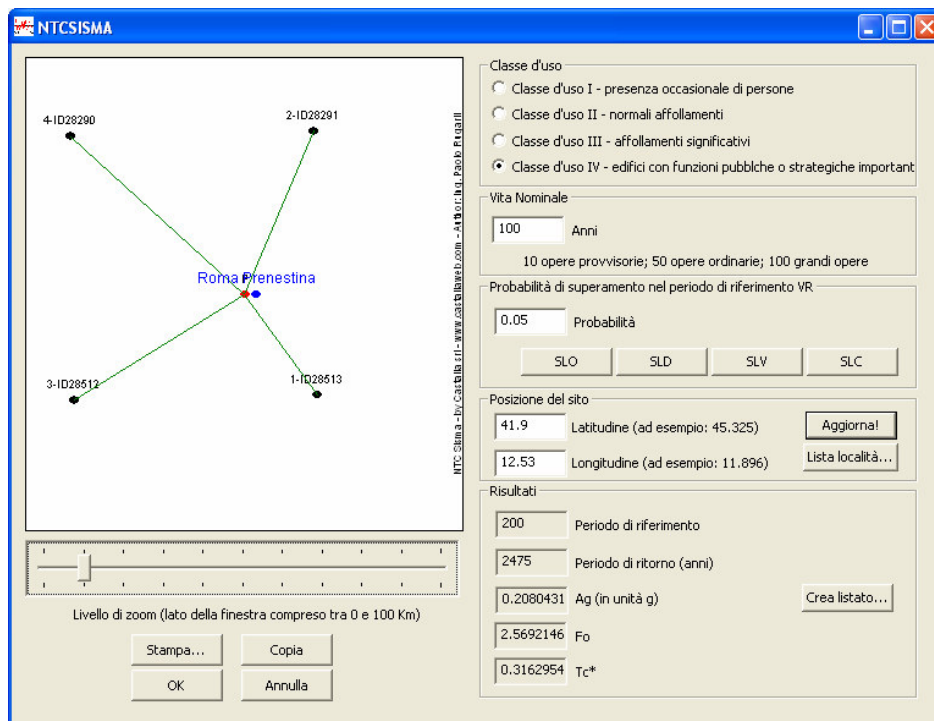 NTCSISMA
4-ID28290
2-ID28291
Roma Prenestina
3-ID28512
1-ID28513
NTC Sisma - by Castalia srl - www.castaliaweb.com - Author: Ing. Paolo Rugarli
Livello di zoom (lato della finestra compreso tra 0 e 100 Km)
Stampa...
Copia
OK
Annulla
Classe d'uso
Classe d'uso I - presenza occasionale di persone
Classe d'uso II - normali affollamenti
Classe d'uso III - affollamenti significativi
Classe d'uso IV - edifici con funzioni pubblche o strategiche important
Vita Nominale
100 Anni
10 opere provvisorie; 50 opere ordinarie; 100 grandi opere
Probabilità di superamento nel periodo di riferimento VR
0.05 Probabilità
SLO SLD SLV SLC
Posizione del sito
41.9 Latitudine (ad esempio: 45.325) Aggiorna!
12.53 Longitudine (ad esempio: 11.896) Lista località...
Risultati
200 Periodo di riferimento
2475 Periodo di ritorno (anni)
0.2080431 Ag (in unità g) Crea listato...
2.5692146 Fo
0.3162954 Tc*